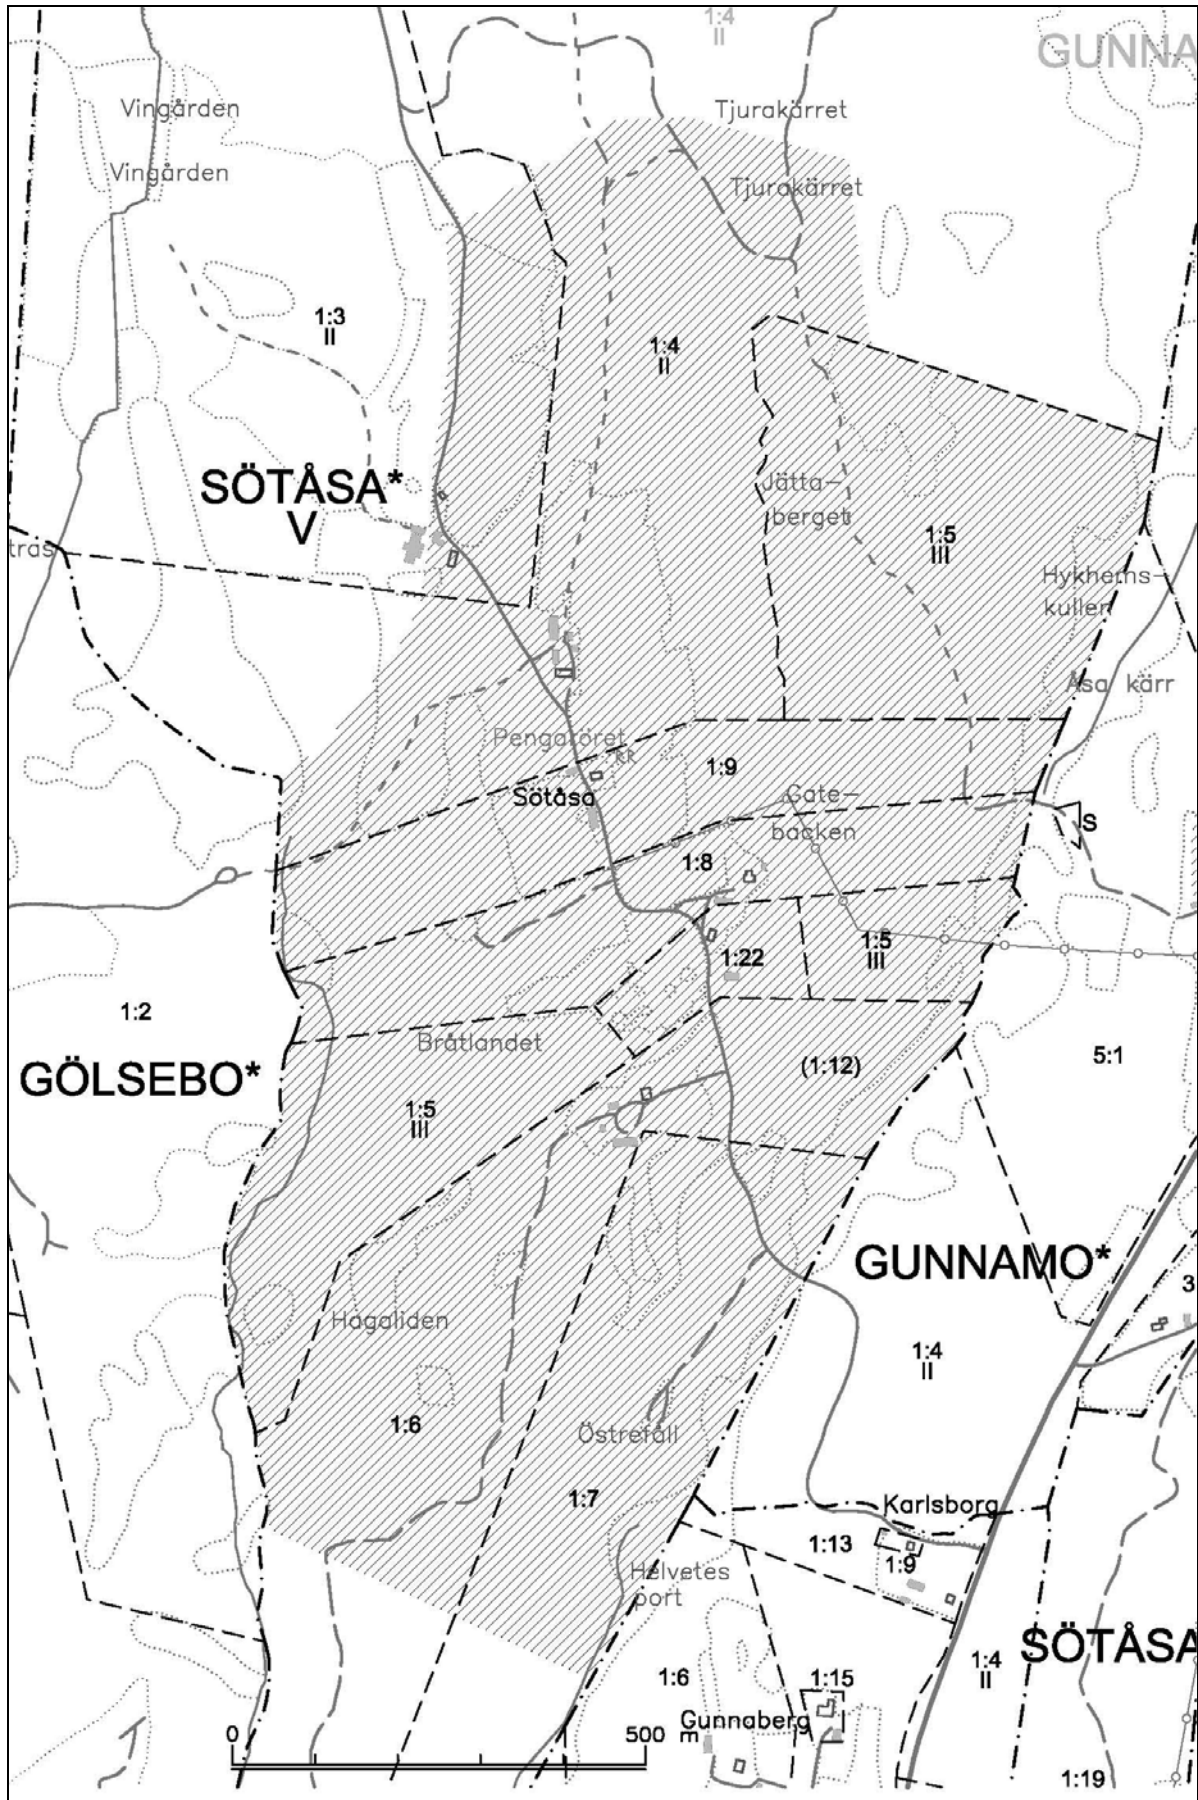 1:4
II
GUNNA
Vingården
Tjurakärret
Vingården
Tjurakärret
1:3
II
1:4
II
SÖTÅSA*
V
Jätta-
berget
1:5
III
tras
Hykhems-
kullen
Åsa kärr
Pengaröret
RR
1:9
Sötåsa
Gate-
backen
S
1:8
1:22
1:5
III
1:2
Bråtlandet
5:1
GÖLSEBO*
(1:12)
1:5
III
GUNNAMO*
3
Hagaliden
1:4
II
1:6
Östrefall
1:7
Karlsborg
1:13
1:9
Helvetes
port
SÖTÅSA
1:4
II
1:6
1:15
Gunnaberg
0
500 m
1:19